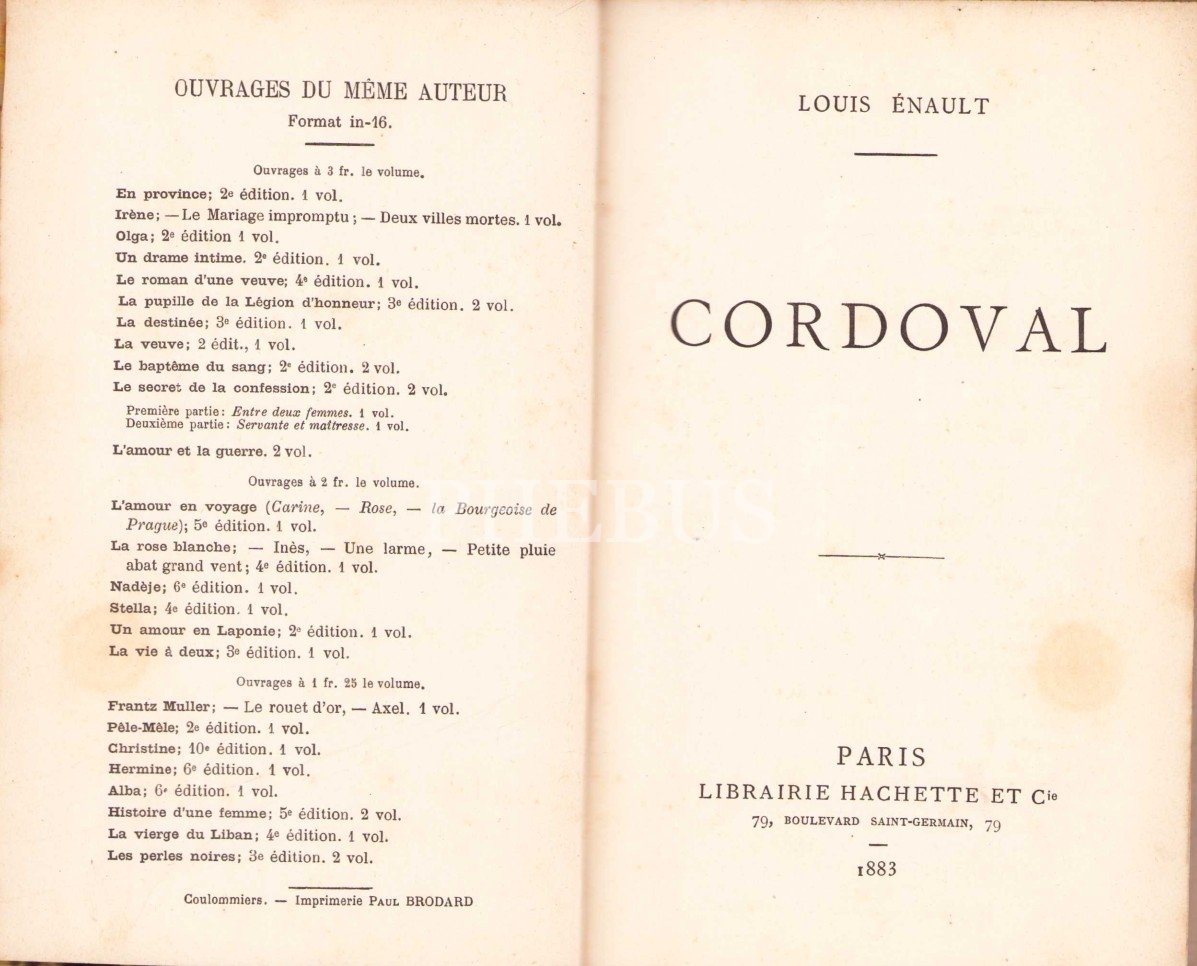 OUVRAGES DU MÊME AUTEUR
Format in-16.
Ouvrages à 3 fr. le volume.
En province; 2e édition. 1 vol.
Irène; — Le Mariage impromptu; — Deux villes mortes. 1 vol.
Olga; 2e édition 1 vol.
Un drame intime. 2e édition. 1 vol.
Le roman d'une veuve; 4e édition. 1 vol.
La pupille de la Légion d'honneur; 3e édition. 2 vol.
La destinée; 3e édition. 1 vol.
La veuve; 2 édit., 1 vol.
Le baptême du sang; 2e édition. 2 vol.
Le secret de la confession; 2e édition. 2 vol.
Première partie: Entre deux femmes. 1 vol.
Deuxième partie: Servante et maîtresse. 1 vol.
L'amour et la guerre. 2 vol.
Ouvrages à 2 fr. le volume.
L'amour en voyage (Carine, — Rose, — la Bourgeoise de
Prague); 5e édition. 1 vol.
La rose blanche; — Inès, — Une larme, — Petite pluie
abat grand vent; 4e édition. 1 vol.
Nadèje; 6e édition. 1 vol.
Stella; 4e édition. 1 vol.
Un amour en Laponie; 2e édition. 1 vol.
La vie à deux; 3e édition. 1 vol.
Ouvrages à 1 fr. 25 le volume.
Frantz Muller; — Le rouet d'or, — Axel. 1 vol.
Pêle-Mêle; 2e édition. 1 vol.
Christine; 10e édition. 1 vol.
Hermine; 6e édition. 1 vol.
Alba; 6e édition. 1 vol.
Histoire d'une femme; 5e édition. 2 vol.
La vierge du Liban; 4e édition. 1 vol.
Les perles noires; 3e édition. 2 vol.
Coulommiers. — Imprimerie PAUL BRODARD
LOUIS ÉNAULT
CORDOVAL
PARIS
LIBRAIRIE HACHETTE ET Cie
79, BOULEVARD SAINT-GERMAIN, 79
1883
PHEBUS